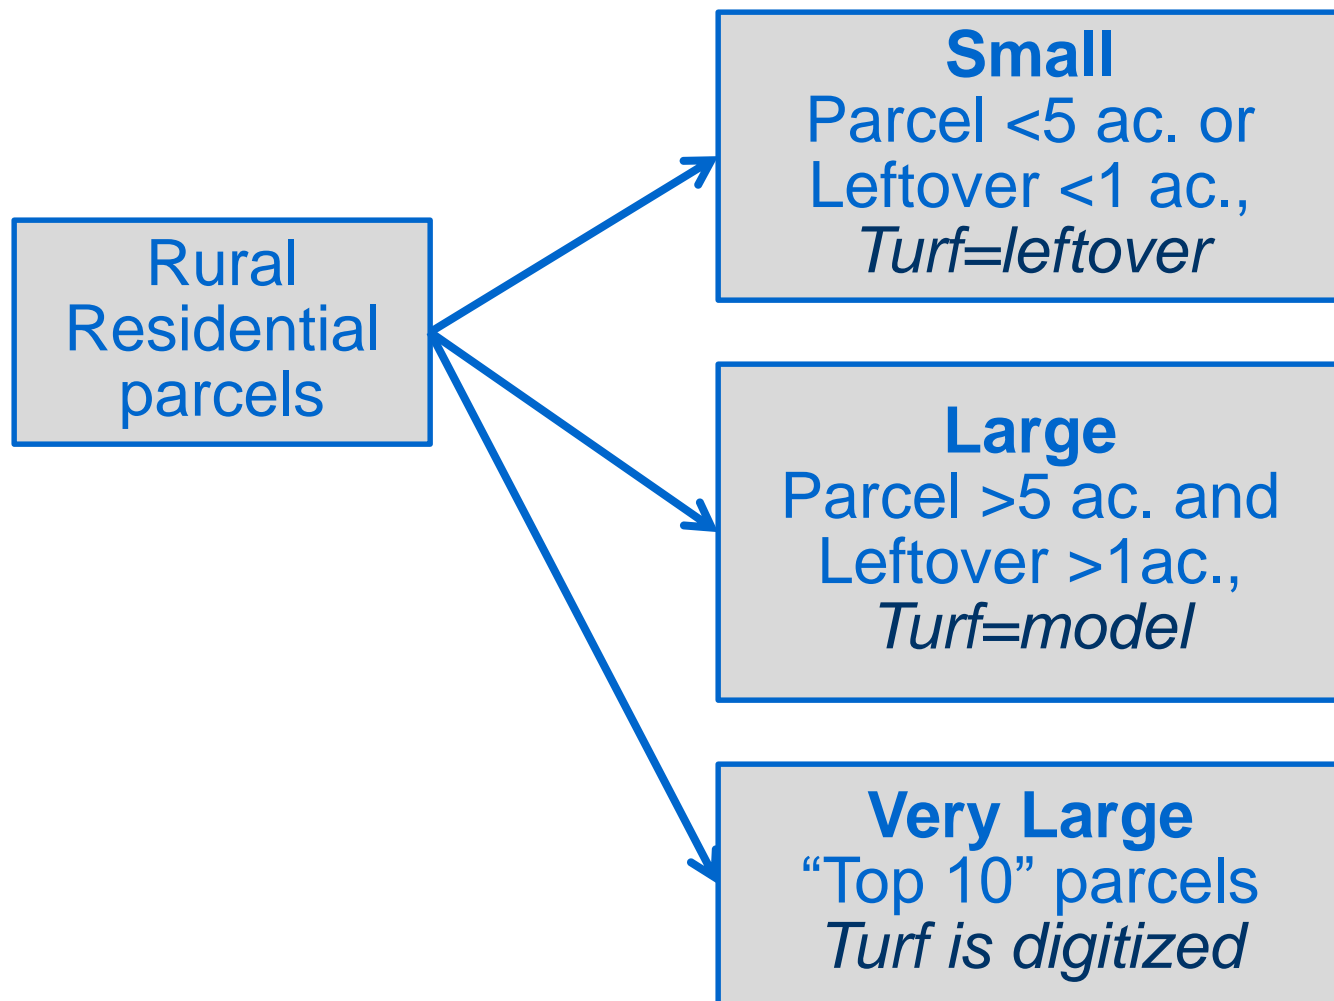 Rural
Residential
parcels
Small
Parcel <5 ac. or
Leftover <1 ac.,
Turf=leftover
Large
Parcel >5 ac. and
Leftover >1ac.,
Turf=model
Very Large
“Top 10” parcels
Turf is digitized